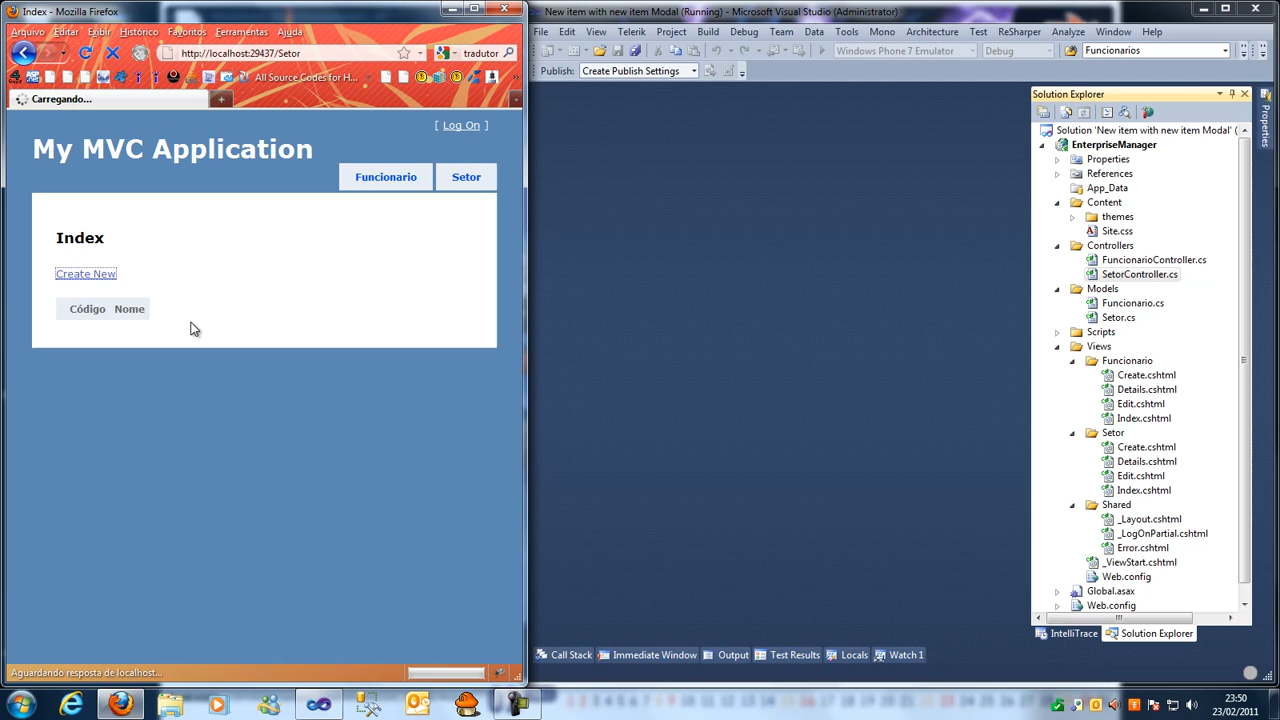 Index - Mozilla Firefox
Arquivo Editar Exibir Histórico Favoritos Ferramentas Ajuda
http://localhost:29437/Setor
tradutor
All Source Codes for H...
Carregando...
[ Log On ]
My MVC Application
Funcionario Setor
Index
Create New
Código Nome
Aguardando resposta de localhost...
New item with new item Modal (Running) - Microsoft Visual Studio (Administrator)
File Edit View Telerik Project Build Debug Team Data Tools Mono Architecture Test ReSharper Analyze Window Help
Windows Phone 7 Emulator Debug Funcionarios
Publish: Create Publish Settings
Solution Explorer
Solution 'New item with new item Modal' (
EnterpriseManager
Properties
References
App_Data
Content
themes
Site.css
Controllers
FuncionarioController.cs
SetorController.cs
Models
Funcionario.cs
Setor.cs
Scripts
Views
Funcionario
Create.cshtml
Details.cshtml
Edit.cshtml
Index.cshtml
Setor
Create.cshtml
Details.cshtml
Edit.cshtml
Index.cshtml
Shared
_Layout.cshtml
_LogOnPartial.cshtml
Error.cshtml
_ViewStart.cshtml
Web.config
Global.asax
Web.config
IntelliTrace Solution Explorer
Properties
Call Stack Immediate Window Output Test Results Locals Watch 1
23:50
23/02/2011